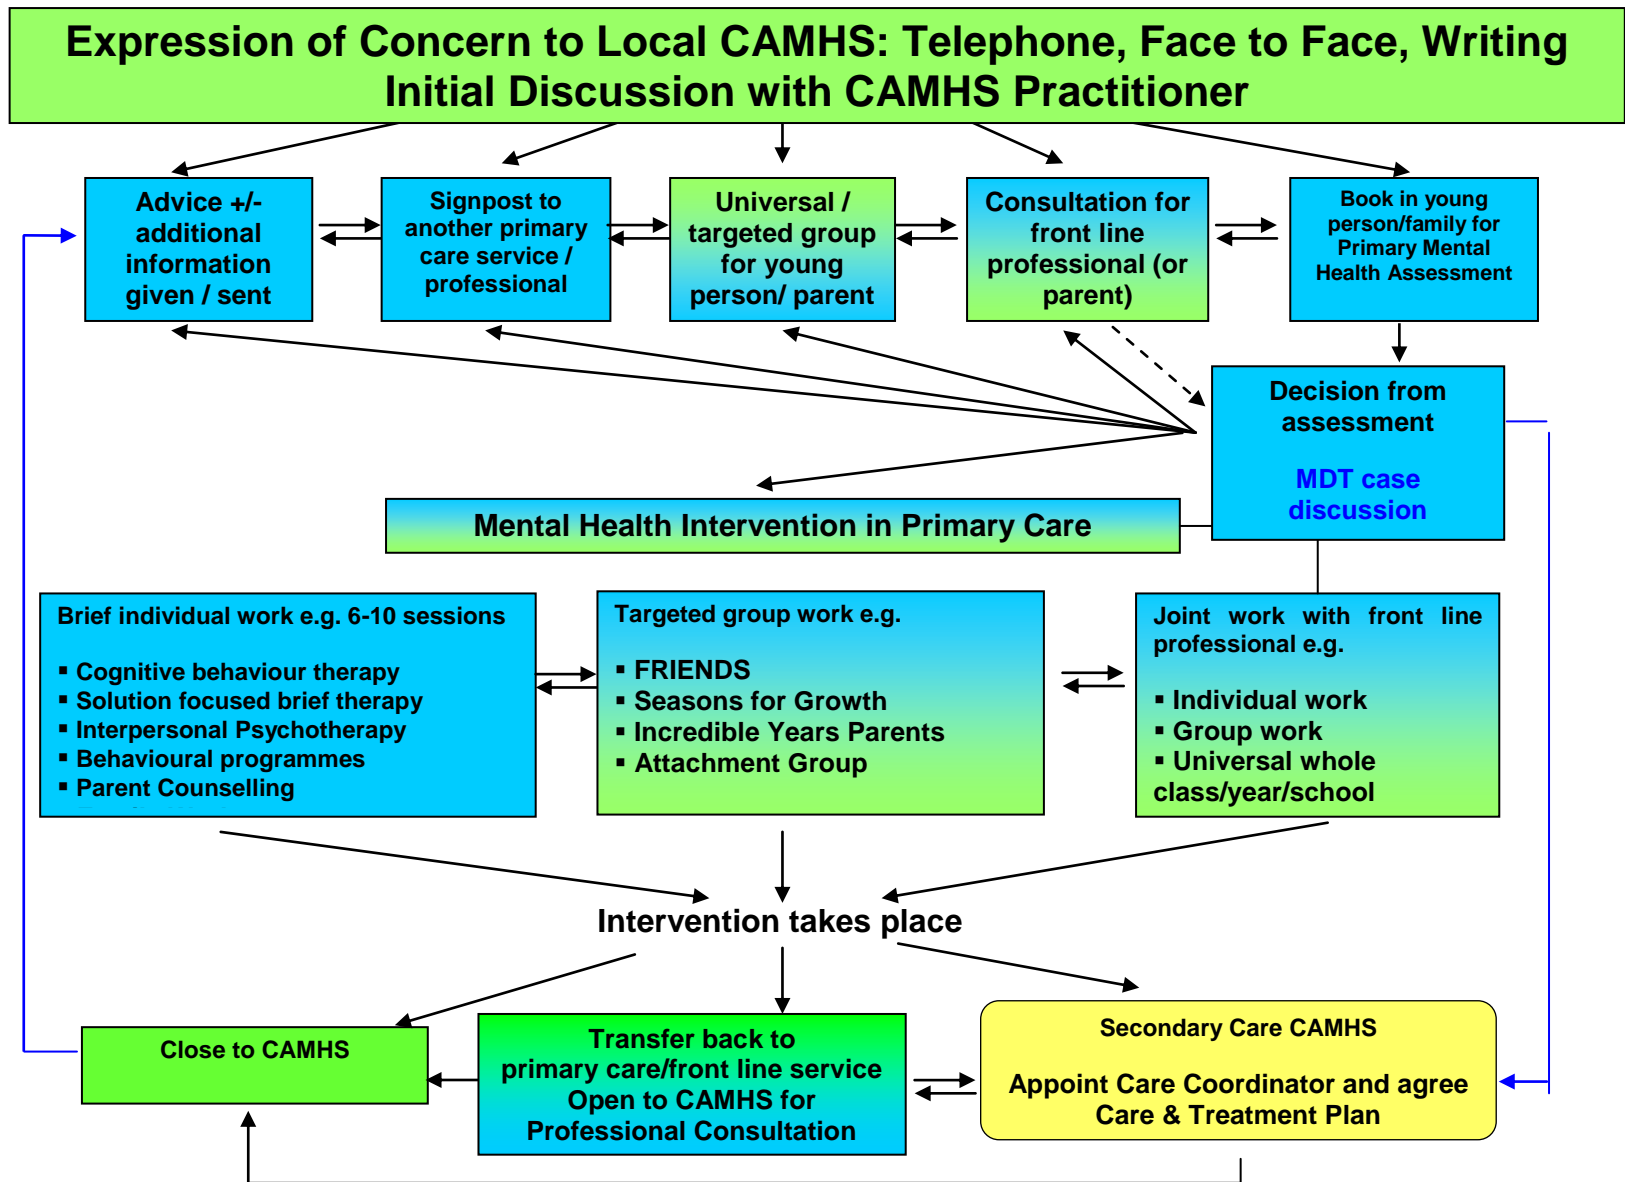 Expression of Concern to Local CAMHS: Telephone, Face to Face, Writing
Initial Discussion with CAMHS Practitioner
Advice +/-
additional
information
given / sent
Signpost to
another primary
care service /
professional
Universal /
targeted group
for young
person/ parent
Consultation for
front line
professional (or
parent)
Book in young
person/family for
Primary Mental
Health Assessment
Decision from
assessment
MDT case
discussion
Mental Health Intervention in Primary Care
Brief individual work e.g. 6-10 sessions
▪ Cognitive behaviour therapy
▪ Solution focused brief therapy
▪ Interpersonal Psychotherapy
▪ Behavioural programmes
▪ Parent Counselling
Targeted group work e.g.
▪ FRIENDS
▪ Seasons for Growth
▪ Incredible Years Parents
▪ Attachment Group
Joint work with front line
professional e.g.
▪ Individual work
▪ Group work
▪ Universal whole
class/year/school
Intervention takes place
Close to CAMHS
Transfer back to
primary care/front line service
Open to CAMHS for
Professional Consultation
Secondary Care CAMHS
Appoint Care Coordinator and agree
Care & Treatment Plan